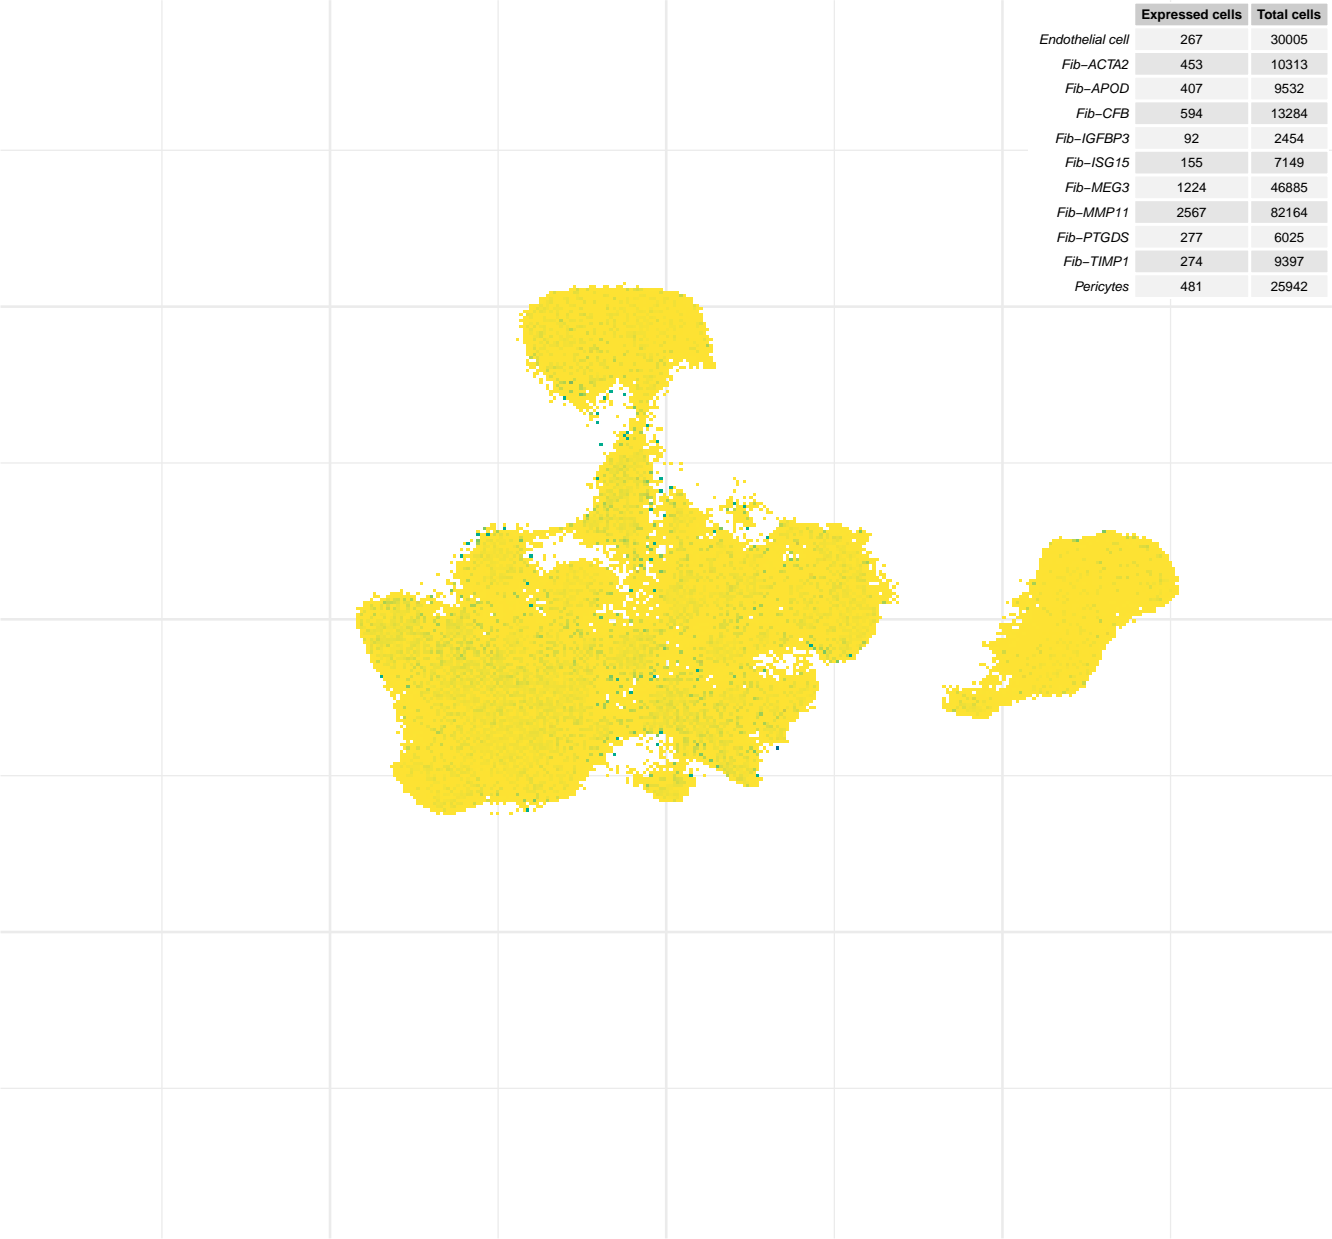 Expressed cells Total cells
Endothelial cell 267 30005
Fib−ACTA2 453 10313
Fib−APOD 407 9532
Fib−CFB 594 13284
Fib−IGFBP3 92 2454
Fib−ISG15 155 7149
Fib−MEG3 1224 46885
Fib−MMP11 2567 82164
Fib−PTGDS 277 6025
Fib−TIMP1 274 9397
Pericytes 481 25942